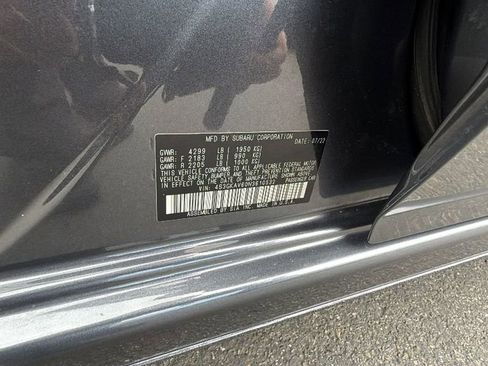 MFD BY SUBARU CORPORATION
DATE: 07/22
GVWR: 4299 LB ( 1950 KG)
GAWR: F 2183 LB ( 990 KG)
GAWR: R 2205 LB ( 1000 KG)
THIS VEHICLE CONFORMS TO ALL APPLICABLE FEDERAL MOTOR
VEHICLE SAFETY, BUMPER, AND THEFT PREVENTION STANDARDS
IN EFFECT ON THE DATE OF MANUFACTURE SHOWN ABOVE.
VIN: 4S3GKAV60N3610532 PASSENGER CAR
ASSEMBLED BY SIA INC. MADE IN U.S.A.